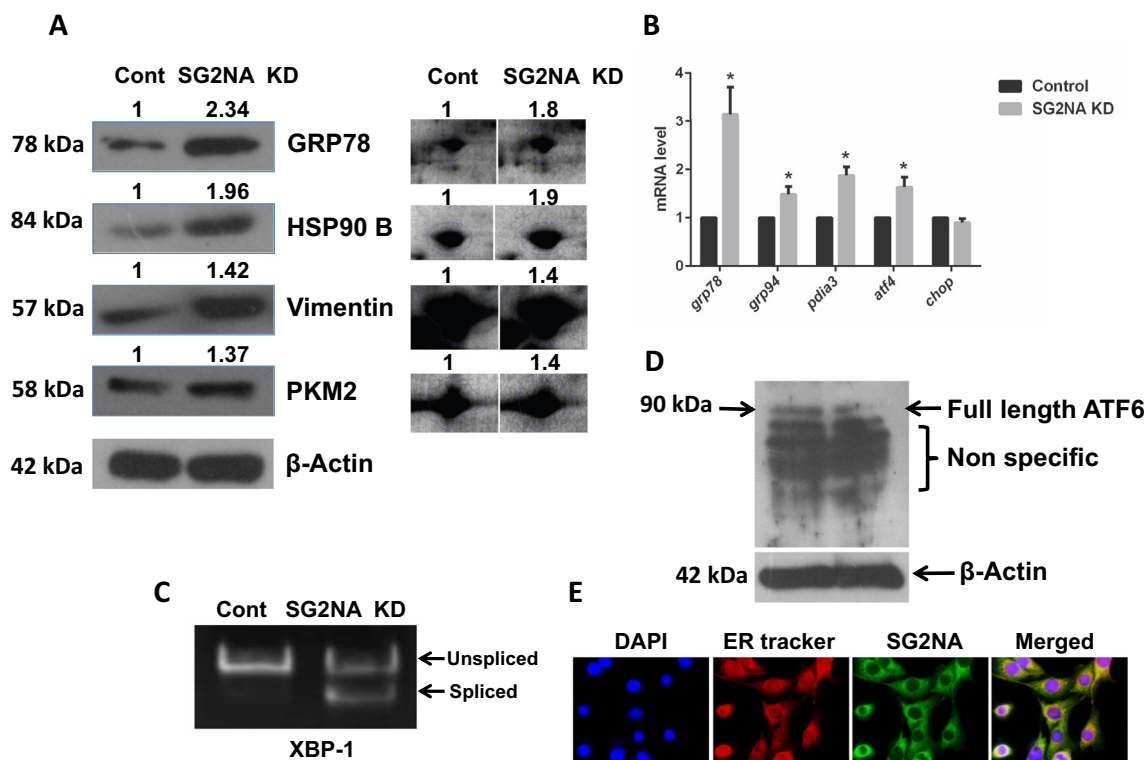 A
Cont SG2NA KD
1 2.34
78 kDa GRP78
1 1.96
84 kDa HSP90 B
1 1.42
57 kDa Vimentin
1 1.37
58 kDa PKM2
42 kDa β-Actin
Cont SG2NA KD
1 1.8
1 1.9
1 1.4
1 1.4
B
mRNA level
4
3
2
1
0
* * * *
grp78 grp94 pdia3 atf4 chop
Control
SG2NA KD
C
Cont SG2NA KD
Unspliced
Spliced
XBP-1
D
90 kDa Full length ATF6
Non specific
42 kDa β-Actin
E
DAPI ER tracker SG2NA Merged